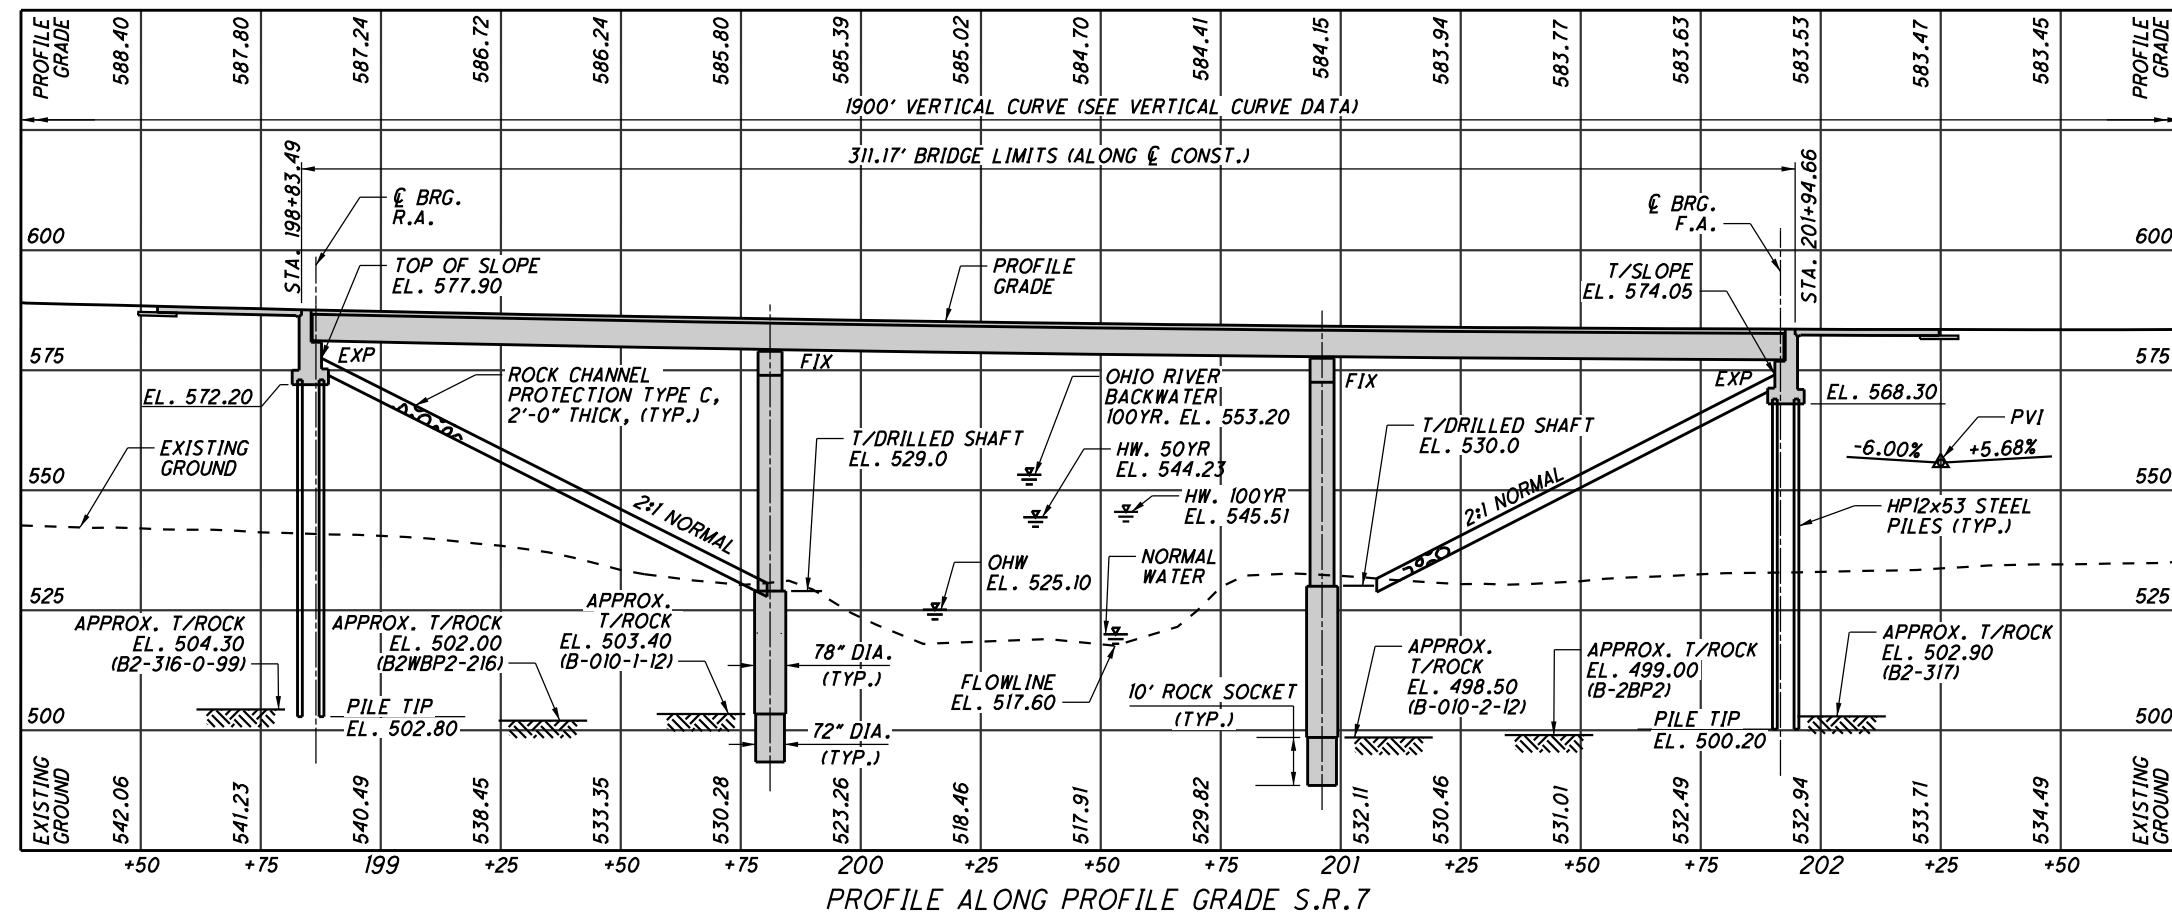 PROFILE
GRADE
588.40
587.80
587.24
586.72
586.24
585.80
585.39
585.02
584.70
584.41
584.15
583.94
583.77
583.63
583.53
583.47
583.45
PROFILE
GRADE
1900' VERTICAL CURVE (SEE VERTICAL CURVE DATA)
311.17' BRIDGE LIMITS (ALONG ℄ CONST.)
STA. 198+83.49
℄ BRG.
R.A.
℄ BRG.
F.A.
STA. 201+94.66
600
600
TOP OF SLOPE
EL. 577.90
PROFILE
GRADE
T/SLOPE
EL. 574.05
575
575
EXP
FIX
FIX
EXP
EL. 572.20
ROCK CHANNEL
PROTECTION TYPE C,
2'-0" THICK, (TYP.)
OHIO RIVER
BACKWATER
100YR. EL. 553.20
EL. 568.30
EXISTING
GROUND
T/DRILLED SHAFT
EL. 529.0
HW. 50YR
EL. 544.23
T/DRILLED SHAFT
EL. 530.0
PVI
-6.00%
+5.68%
550
550
2:1 NORMAL
HW. 100YR
EL. 545.51
2:1 NORMAL
HP12x53 STEEL
PILES (TYP.)
OHW
EL. 525.10
NORMAL
WATER
525
525
APPROX. T/ROCK
EL. 504.30
(B2-316-0-99)
APPROX. T/ROCK
EL. 502.00
(B2WBP2-216)
APPROX.
T/ROCK
EL. 503.40
(B-010-1-12)
78" DIA.
(TYP.)
FLOWLINE
EL. 517.60
10' ROCK SOCKET
(TYP.)
APPROX.
T/ROCK
EL. 498.50
(B-010-2-12)
APPROX. T/ROCK
EL. 499.00
(B-2BP2)
APPROX. T/ROCK
EL. 502.90
(B2-317)
500
500
PILE TIP
EL. 502.80
72" DIA.
(TYP.)
PILE TIP
EL. 500.20
EXISTING
GROUND
542.06
541.23
540.49
538.45
533.35
530.28
523.26
518.46
517.91
529.82
532.11
530.46
531.01
532.49
532.94
533.71
534.49
EXISTING
GROUND
+50 +75 199 +25 +50 +75 200 +25 +50 +75 201 +25 +50 +75 202 +25 +50
PROFILE ALONG PROFILE GRADE S.R.7